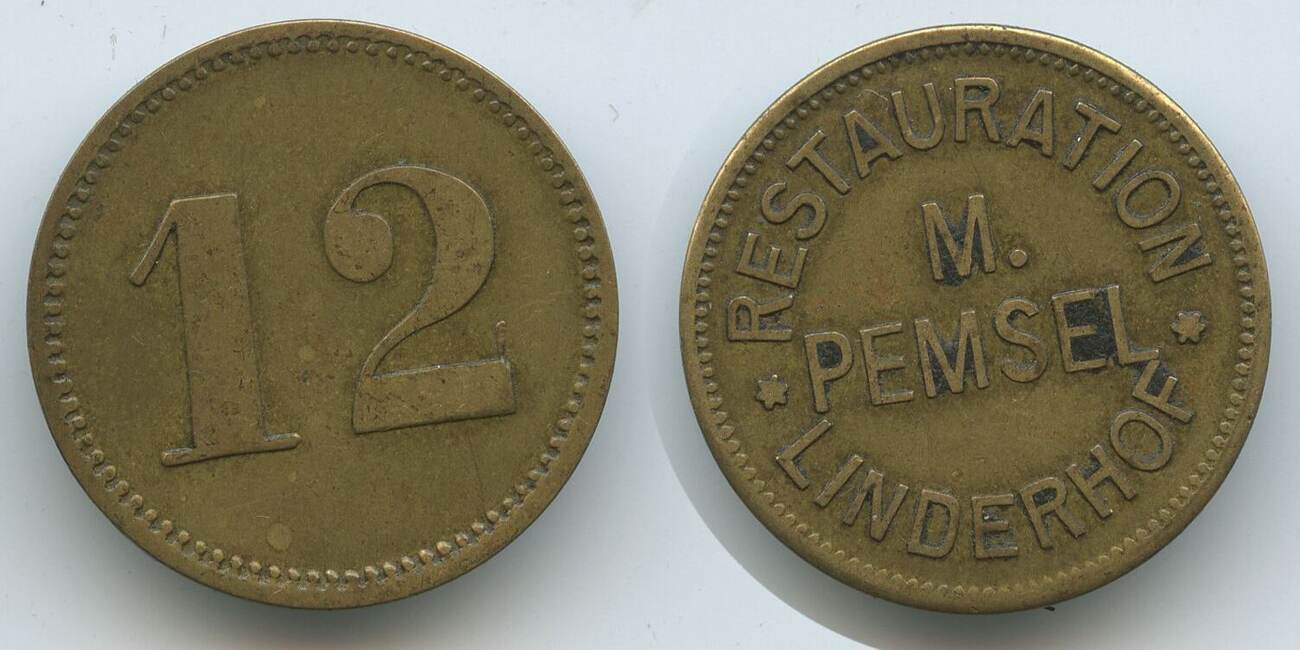 12
RESTAURATION
M.
PEMSEL
LINDERHOF